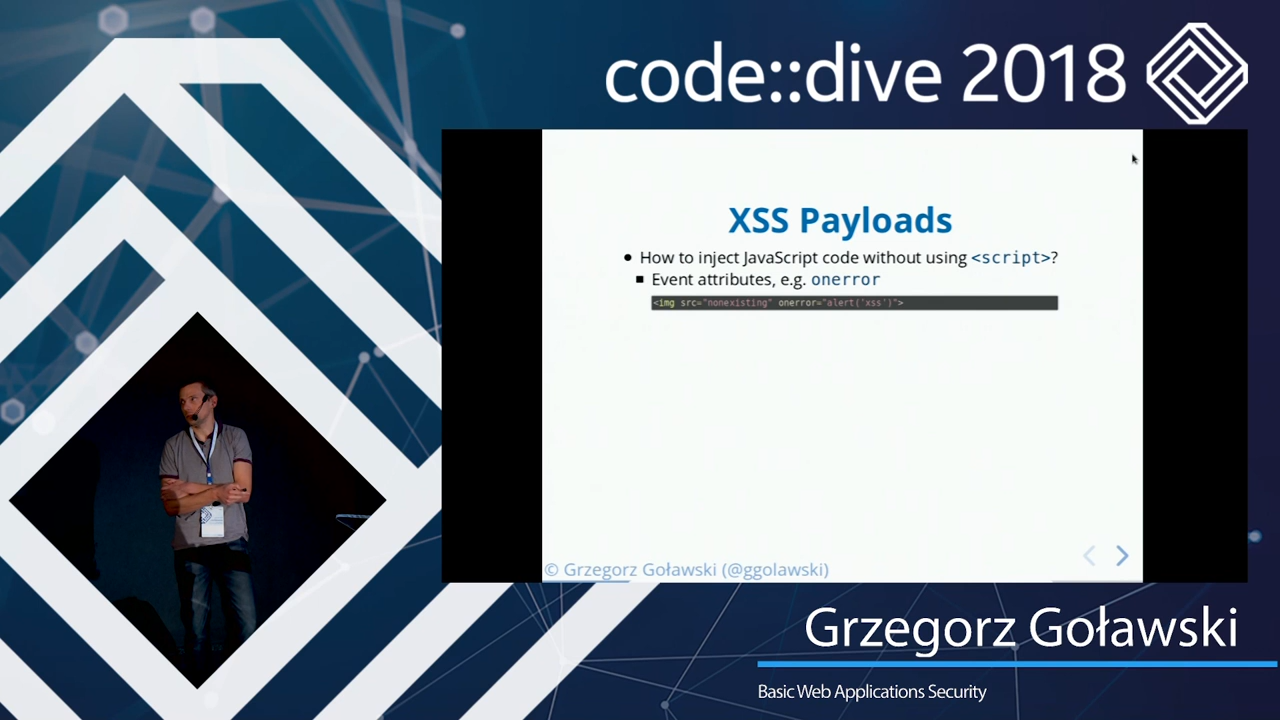 code::dive 2018
XSS Payloads
How to inject JavaScript code without using <script>?
Event attributes, e.g. onerror
<img src="nonexisting" onerror="alert('xss')">
© Grzegorz Goławski (@ggolawski)
Grzegorz Goławski
Basic Web Applications Security